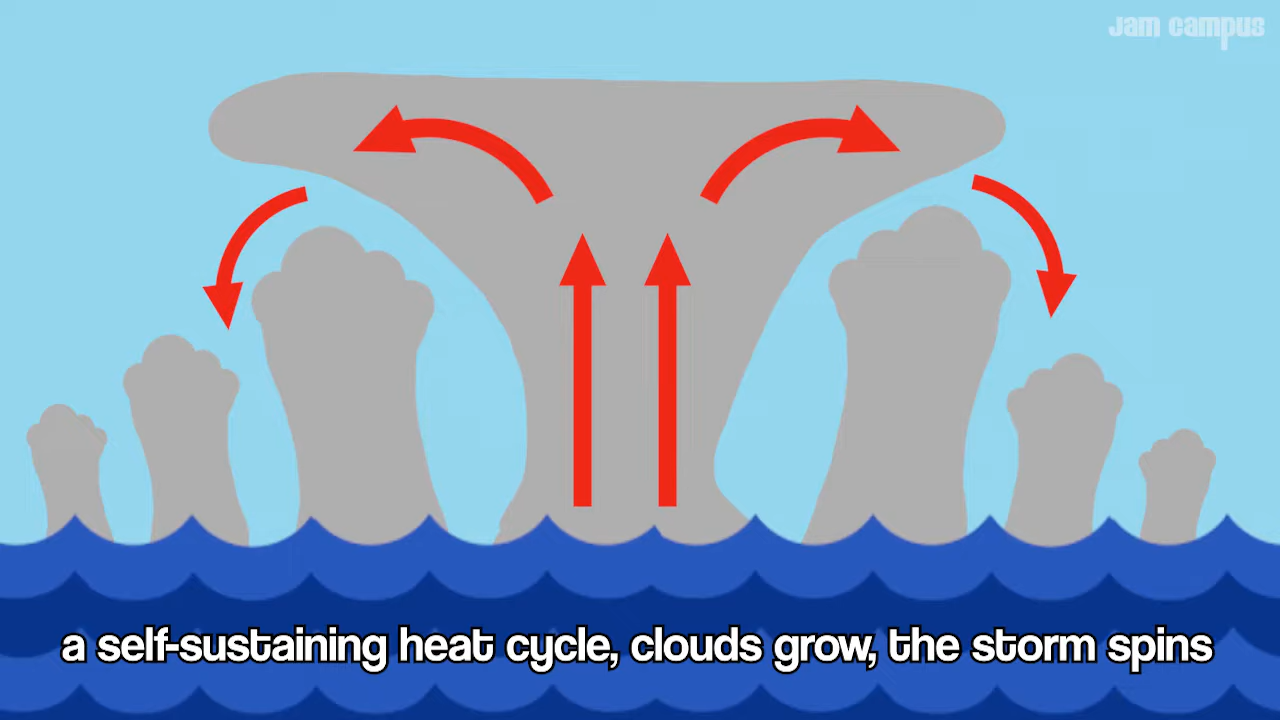 Jam campus
a self-sustaining heat cycle, clouds grow, the storm spins